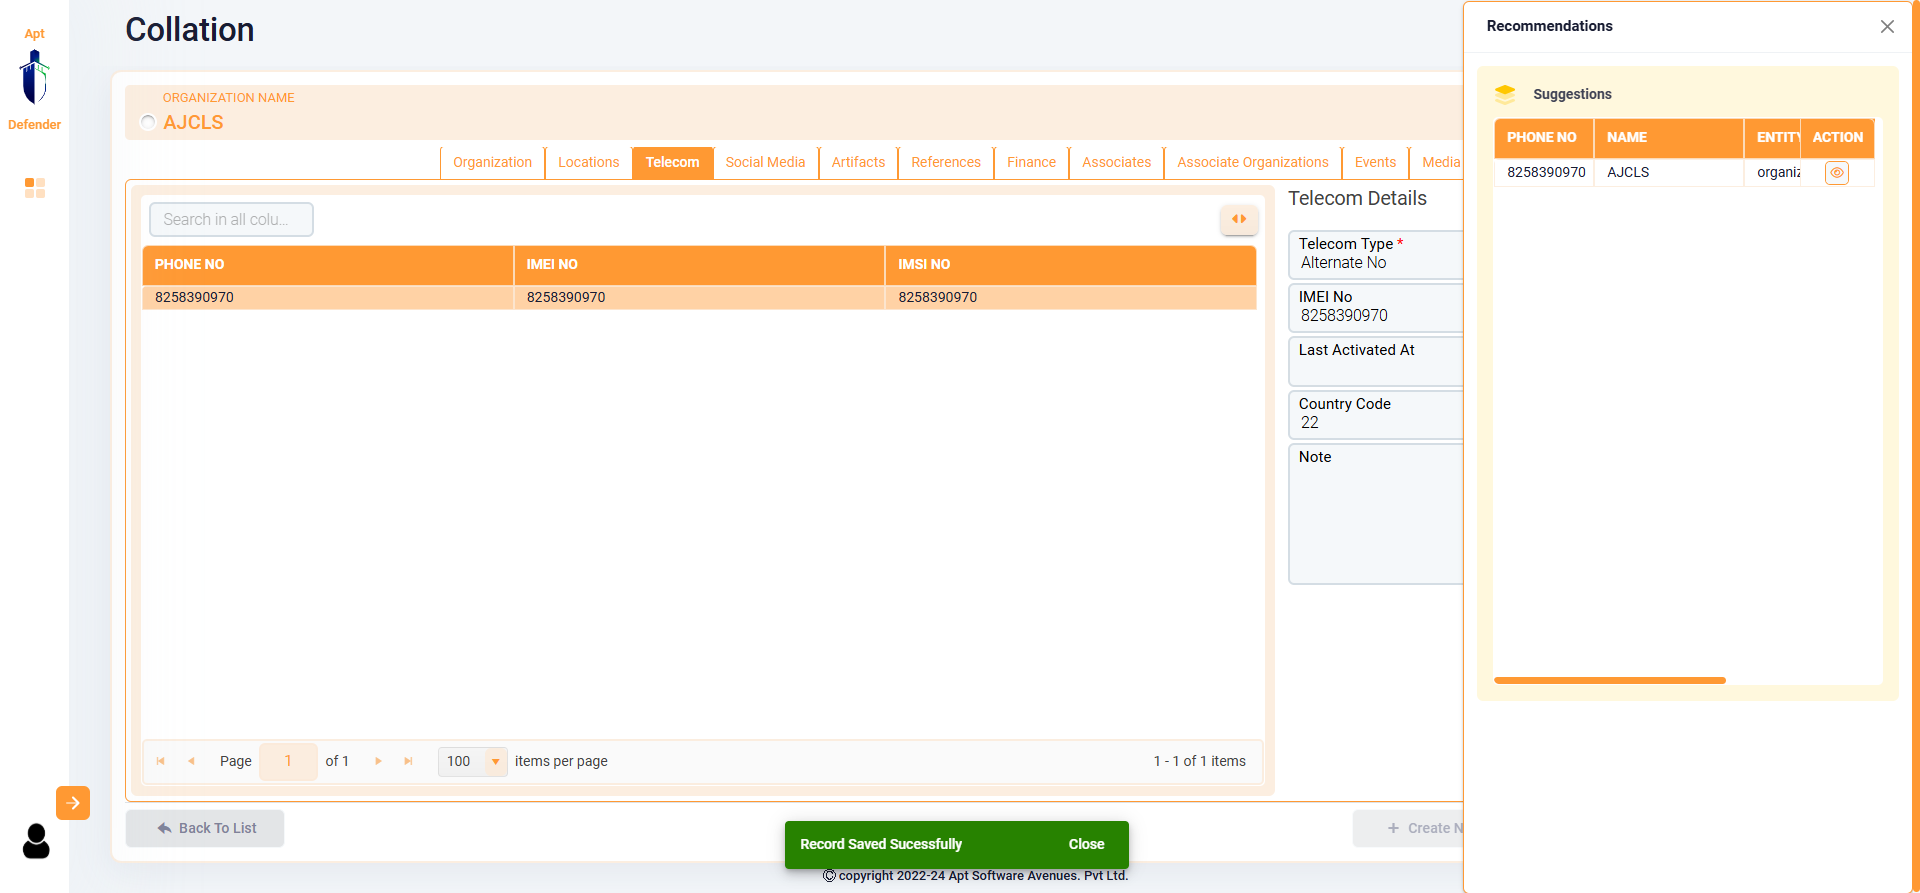 Apt
Defender
Collation
ORGANIZATION NAME
AJCLS
Organization
Locations
Telecom
Social Media
Artifacts
References
Finance
Associates
Associate Organizations
Events
Media
Search in all colu...
PHONE NO
IMEI NO
IMSI NO
8258390970
8258390970
8258390970
Page
1
of 1
100
items per page
1 - 1 of 1 items
Telecom Details
Telecom Type *
Alternate No
IMEI No
8258390970
Last Activated At
Country Code
22
Note
Back To List
Create N
Record Saved Sucessfully
Close
© copyright 2022-24 Apt Software Avenues. Pvt Ltd.
Recommendations
Suggestions
PHONE NO
NAME
ENTITY
ACTION
8258390970
AJCLS
organiz